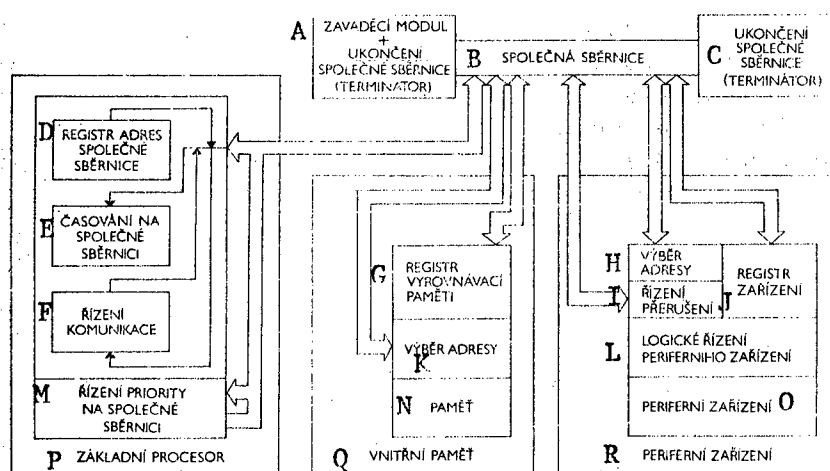 A
ZAVADĚCÍ MODUL
+
UKONČENÍ
SPOLEČNÉ SBĚRNICE
(TERMINATOR)
B SPOLEČNÁ SBĚRNICE
C
UKONČENÍ
SPOLEČNÉ
SBĚRNICE
(TERMINÁTOR)
D
REGISTR ADRES
SPOLEČNÉ
SBĚRNICE
E
ČASOVÁNÍ NA
SPOLEČNÉ
SBĚRNICI
F
ŘÍZENÍ
KOMUNIKACE
M
ŘÍZENÍ PRIORITY
NA SPOLEČNÉ
SBĚRNICI
P ZÁKLADNÍ PROCESOR
G
REGISTR
VYROVNÁVACÍ
PAMĚTI
VÝBĚR ADRESY
K
N PAMĚŤ
Q VNITŘNÍ PAMĚŤ
H
VÝBĚR
ADRESY
I
ŘÍZENÍ
PŘERUŠENÍ
J
REGISTR
ZAŘÍZENÍ
L
LOGICKÉ ŘÍZENÍ
PERIFERNIHO ZAŘÍZENÍ
PERIFERNÍ ZAŘÍZENÍ O
R PERIFERNÍ ZAŘÍZENÍ